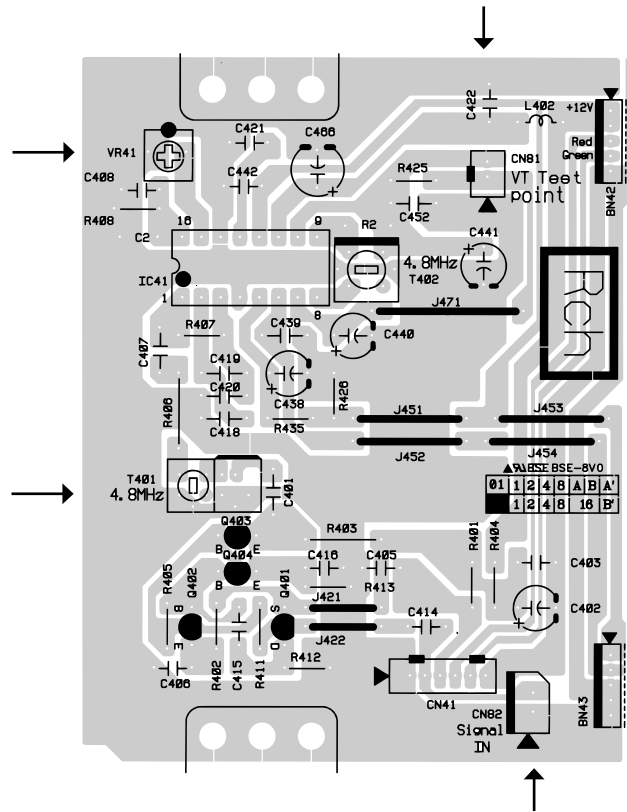 C422
L402
+12V
C421
C466
Red
Green
VR41
CN81
VT Test
point
C408
C442
R425
BN42
R408
C452
16
9
R2
C2
C441
4.8MHz
T402
IC41
Rch
1
8
J471
R407
C439
C440
C407
C419
C420
C438
R426
R406
C418
R435
J451
J453
J452
J454
T401
4.8MHz
C401
BSE BSE-8V0
01 1 2 4 8 A B A'
1 2 4 8 16 B'
Q403
B E
R403
R401
R404
Q404
B E
C416
C405
C403
R405
Q402
Q401
R413
J421
B
S
C402
C414
E
D
J422
C406
R402
C415
R411
R412
CN41
CN82
BN43
Signal
IN